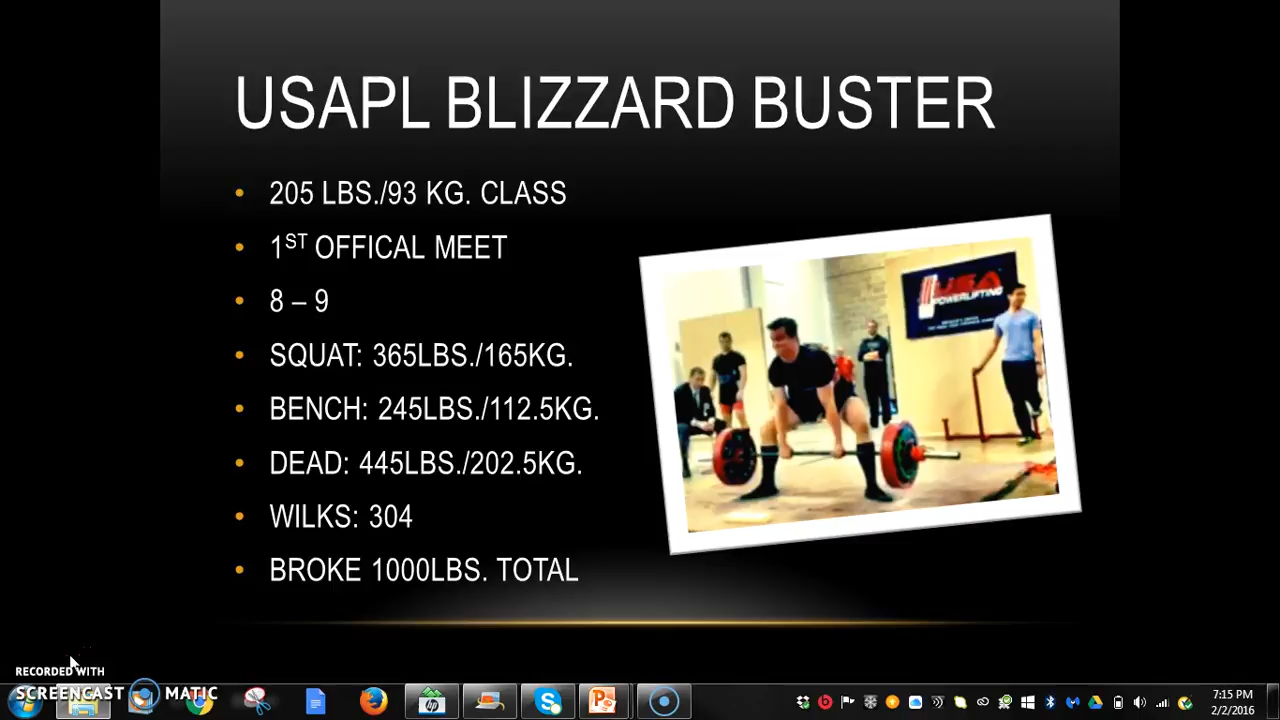 USAPL BLIZZARD BUSTER
• 205 LBS./93 KG. CLASS
• 1ST OFFICAL MEET
• 8 – 9
• SQUAT: 365LBS./165KG.
• BENCH: 245LBS./112.5KG.
• DEAD: 445LBS./202.5KG.
• WILKS: 304
• BROKE 1000LBS. TOTAL
USA
POWERLIFTING
RECORDED WITH
SCREENCAST MATIC
7:15 PM
2/2/2016